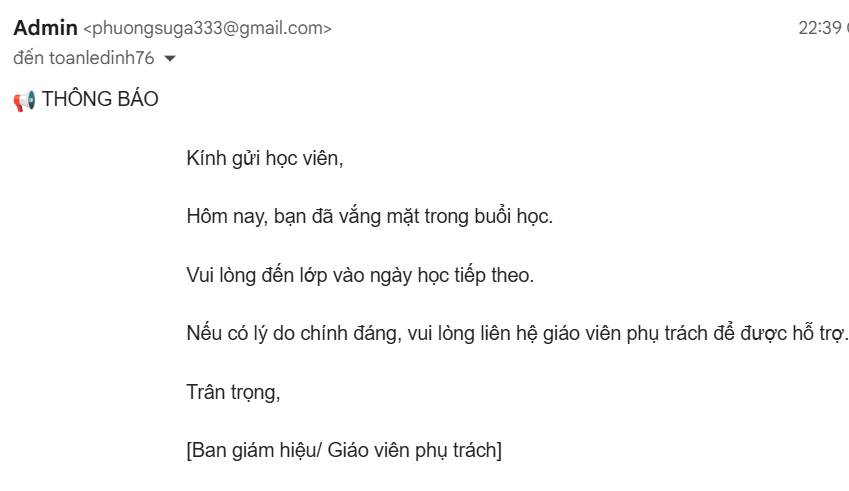 Admin <phuongsuga333@gmail.com> 22:39
đến toanledinh76
THÔNG BÁO
Kính gửi học viên,
Hôm nay, bạn đã vắng mặt trong buổi học.
Vui lòng đến lớp vào ngày học tiếp theo.
Nếu có lý do chính đáng, vui lòng liên hệ giáo viên phụ trách để được hỗ trợ.
Trân trọng,
[Ban giám hiệu/ Giáo viên phụ trách]